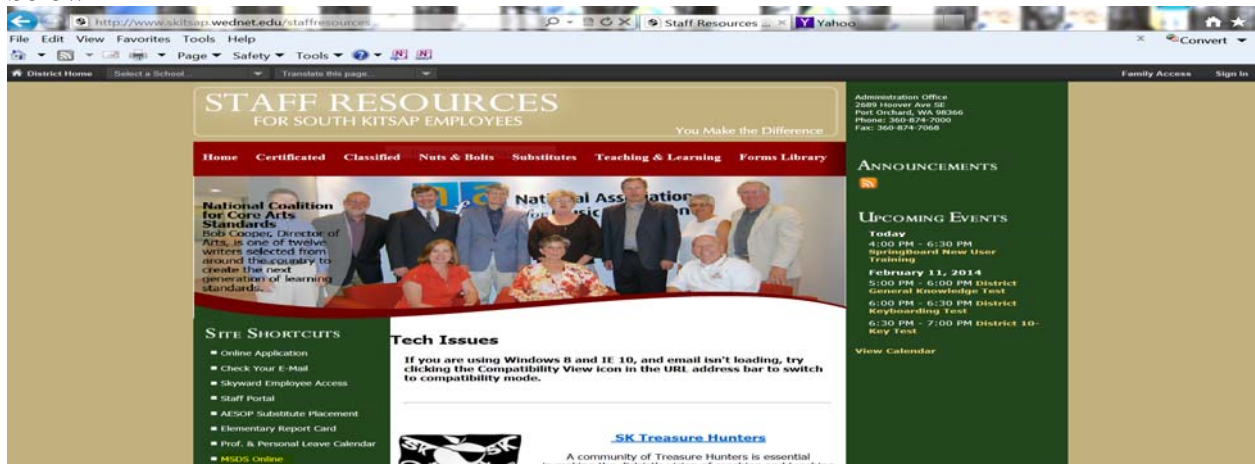 http://www.skitsap.wednet.edu/staffresources
Staff Resources ...
Yahoo
File Edit View Favorites Tools Help
Convert
Page Safety Tools
District Home Select a School... Translate this page... Family Access Sign In
STAFF RESOURCES
FOR SOUTH KITSAP EMPLOYEES
You Make the Difference
Home Certificated Classified Nuts & Bolts Substitutes Teaching & Learning Forms Library
National Coalition
for Core Arts
Standards
Bob Cooper, Director of
Arts, is one of twelve
writers selected from
around the country to
create the next
generation of learning
standards.
National Association
SITE SHORTCUTS
Online Application
Check Your E-Mail
Skyward Employee Access
Staff Portal
AESOP Substitute Placement
Elementary Report Card
Prof. & Personal Leave Calendar
MSDS Online
Tech Issues
If you are using Windows 8 and IE 10, and email isn't loading, try
clicking the Compatibility View icon in the URL address bar to switch
to compatibility mode.
SK SK
SK Treasure Hunters
A community of Treasure Hunters is essential
Administration Office
2689 Hoover Ave SE
Port Orchard, WA 98366
Phone: 360-874-7000
Fax: 360-874-7068
ANNOUNCEMENTS
UPCOMING EVENTS
Today
4:00 PM - 6:30 PM
SpringBoard New User
Training
February 11, 2014
5:00 PM - 6:00 PM District
General Knowledge Test
6:00 PM - 6:30 PM District
Keyboarding Test
6:30 PM - 7:00 PM District 10-
Key Test
View Calendar